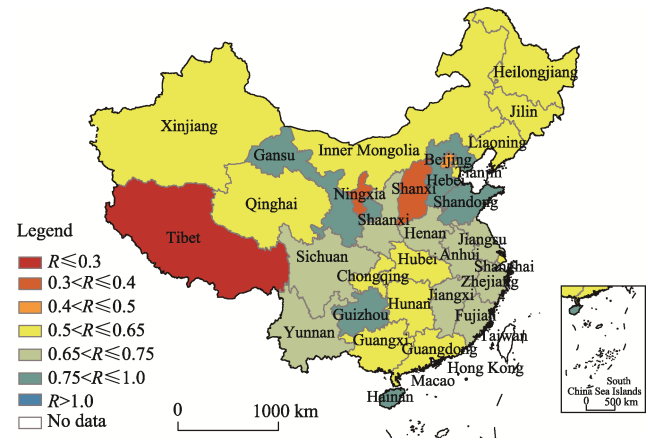 Heilongjiang
Jilin
Liaoning
Xinjiang
Inner Mongolia
Gansu
Beijing
Tianjin
Hebei
Ningxia
Shanxi
Shandong
Qinghai
Shaanxi
Henan
Jiangsu
Tibet
Sichuan
Hubei
Anhui
Shanghai
Chongqing
Zhejiang
Hunan
Jiangxi
Guizhou
Fujian
Yunnan
Guangxi
Guangdong
Taiwan
Hong Kong
Macao
Hainan
Legend
R≤0.3
0.3<R≤0.4
0.4<R≤0.5
0.5<R≤0.65
0.65<R≤0.75
0.75<R≤1.0
R>1.0
No data
0 1000 km
South
China Sea Islands
0 500 km